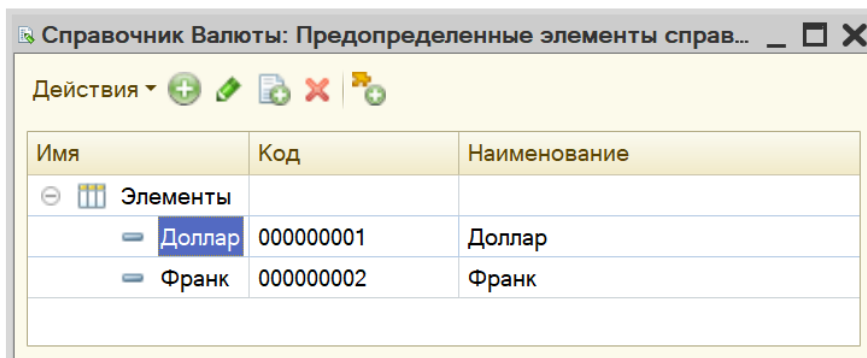 Справочник Валюты: Предопределенные элементы справ...
Действия
Имя Код Наименование
Элементы
Доллар 000000001 Доллар
Франк 000000002 Франк